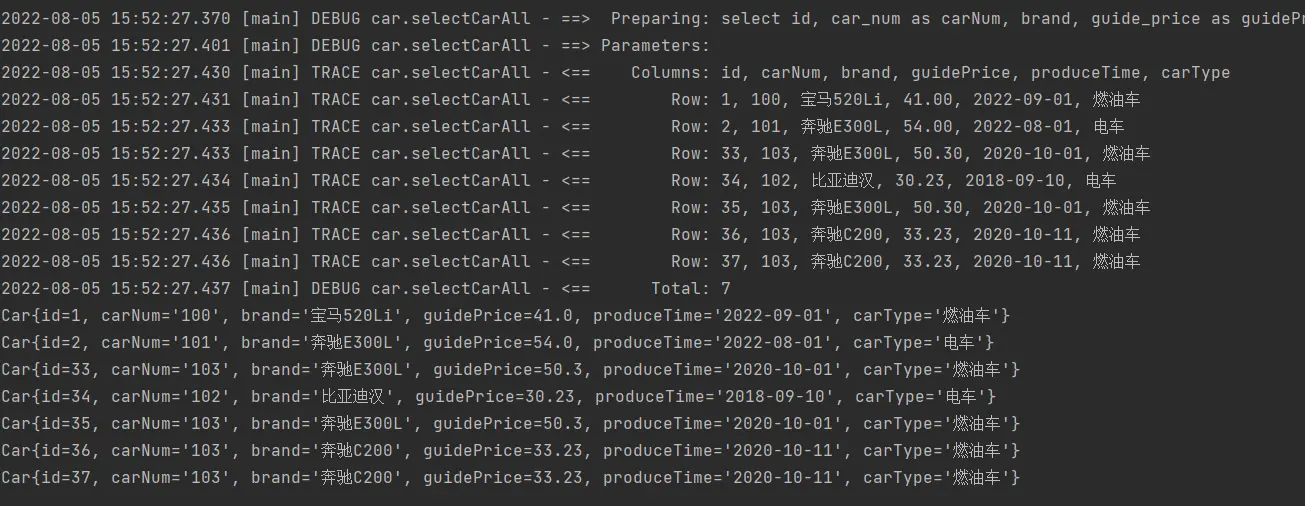 2022-08-05 15:52:27.370 [main] DEBUG car.selectCarAll - ==>  Preparing: select id, car_num as carNum, brand, guide_price as
2022-08-05 15:52:27.401 [main] DEBUG car.selectCarAll - ==> Parameters:
2022-08-05 15:52:27.430 [main] TRACE car.selectCarAll - <==    Columns: id, carNum, brand, guidePrice, produceTime, carType
2022-08-05 15:52:27.431 [main] TRACE car.selectCarAll - <==        Row: 1, 100, 宝马520Li, 41.00, 2022-09-01, 燃油车
2022-08-05 15:52:27.433 [main] TRACE car.selectCarAll - <==        Row: 2, 101, 奔驰E300L, 54.00, 2022-08-01, 电车
2022-08-05 15:52:27.433 [main] TRACE car.selectCarAll - <==        Row: 33, 103, 奔驰E300L, 50.30, 2020-10-01, 燃油车
2022-08-05 15:52:27.434 [main] TRACE car.selectCarAll - <==        Row: 34, 102, 比亚迪汉, 30.23, 2018-09-10, 电车
2022-08-05 15:52:27.435 [main] TRACE car.selectCarAll - <==        Row: 35, 103, 奔驰E300L, 50.30, 2020-10-01, 燃油车
2022-08-05 15:52:27.436 [main] TRACE car.selectCarAll - <==        Row: 36, 103, 奔驰C200, 33.23, 2020-10-11, 燃油车
2022-08-05 15:52:27.436 [main] TRACE car.selectCarAll - <==        Row: 37, 103, 奔驰C200, 33.23, 2020-10-11, 燃油车
2022-08-05 15:52:27.437 [main] DEBUG car.selectCarAll - <==      Total: 7
Car{id=1, carNum='100', brand='宝马520Li', guidePrice=41.0, produceTime='2022-09-01', carType='燃油车'}
Car{id=2, carNum='101', brand='奔驰E300L', guidePrice=54.0, produceTime='2022-08-01', carType='电车'}
Car{id=33, carNum='103', brand='奔驰E300L', guidePrice=50.3, produceTime='2020-10-01', carType='燃油车'}
Car{id=34, carNum='102', brand='比亚迪汉', guidePrice=30.23, produceTime='2018-09-10', carType='电车'}
Car{id=35, carNum='103', brand='奔驰E300L', guidePrice=50.3, produceTime='2020-10-01', carType='燃油车'}
Car{id=36, carNum='103', brand='奔驰C200', guidePrice=33.23, produceTime='2020-10-11', carType='燃油车'}
Car{id=37, carNum='103', brand='奔驰C200', guidePrice=33.23, produceTime='2020-10-11', carType='燃油车'}